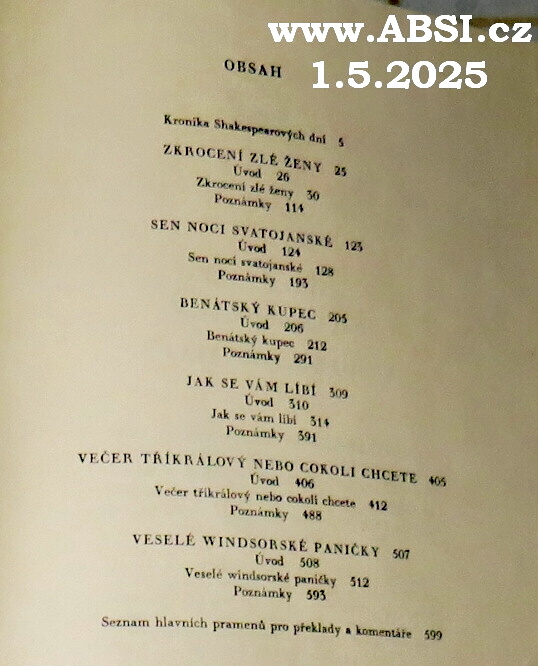 www.ABSI.cz
OBSAH
1.5.2025
Kronika Shakespearových dní 5
ZKROCENÍ ZLÉ ŽENY 25
Úvod 26
Zkrocení zlé ženy 30
Poznámky 114
SEN NOCI SVATOJANSKÉ 123
Úvod 124
Sen noci svatojanské 128
Poznámky 193
BENÁTSKÝ KUPEC 205
Úvod 206
Benátský kupec 212
Poznámky 291
JAK SE VÁM LÍBÍ 309
Úvod 310
Jak se vám líbí 314
Poznámky 391
VEČER TŘÍKRÁLOVÝ NEBO COKOLI CHCETE 405
Úvod 406
Večer tříkrálový nebo cokoli chcete 412
Poznámky 488
VESELÉ WINDSORSKÉ PANIČKY 507
Úvod 508
Veselé windsorské paničky 512
Poznámky 593
Seznam hlavních pramenů pro překlady a komentáře 599